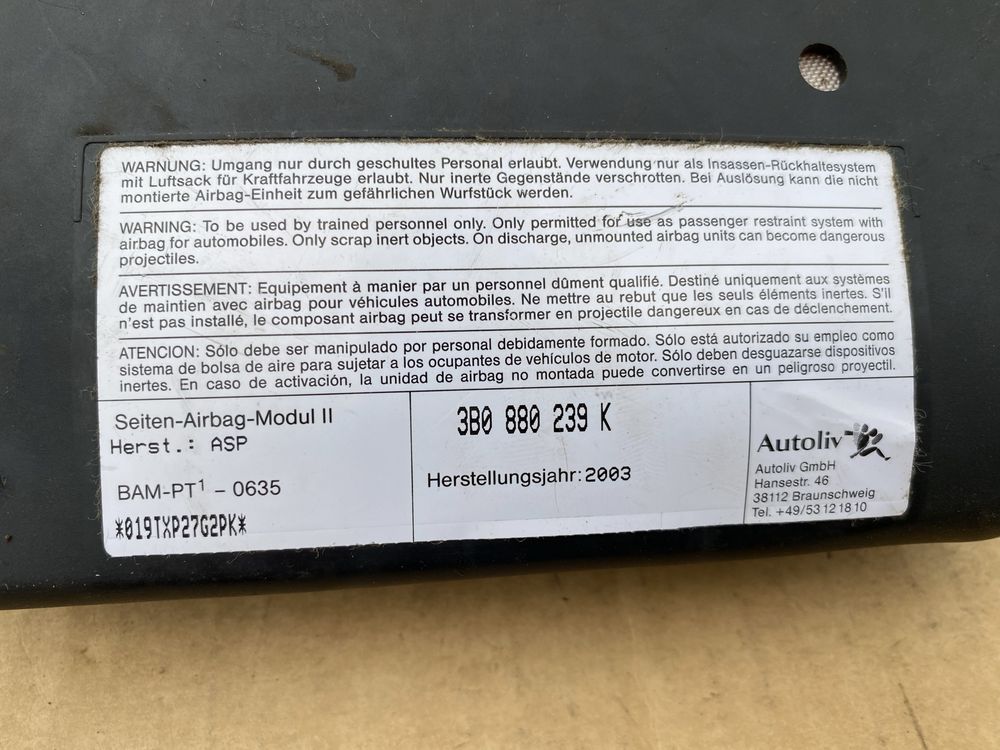 WARNUNG: Umgang nur durch geschultes Personal erlaubt. Verwendung nur als Insassen-Rückhaltesystem
mit Luftsack für Kraftfahrzeuge erlaubt. Nur inerte Gegenstände verschrotten. Bei Auslösung kann die nicht
montierte Airbag-Einheit zum gefährlichen Wurfstück werden.
WARNING: To be used by trained personnel only. Only permitted for use as passenger restraint system with
airbag for automobiles. Only scrap inert objects. On discharge, unmounted airbag units can become dangerous
projectiles.
AVERTISSEMENT: Equipement à manier par un personnel dûment qualifié. Destiné uniquement aux systèmes
de maintien avec airbag pour véhicules automobiles. Ne mettre au rebut que les seuls éléments inertes. S'il
n'est pas installé, le composant airbag peut se transformer en projectile dangereux en cas de déclenchement.
ATENCION: Sólo debe ser manipulado por personal debidamente formado. Sólo está autorizado su empleo como
sistema de bolsa de aire para sujetar a los ocupantes de vehículos de motor. Sólo deben desguazarse dispositivos
inertes. En caso de activación, la unidad de airbag no montada puede convertirse en un peligroso proyectil.
Seiten-Airbag-Modul II
Herst.: ASP
BAM-PT¹ – 0635
*019TXP27G2PK*
3B0 880 239 K
Herstellungsjahr: 2003
Autoliv
Autoliv GmbH
Hansestr. 46
38112 Braunschweig
Tel. +49/53 12 18 10